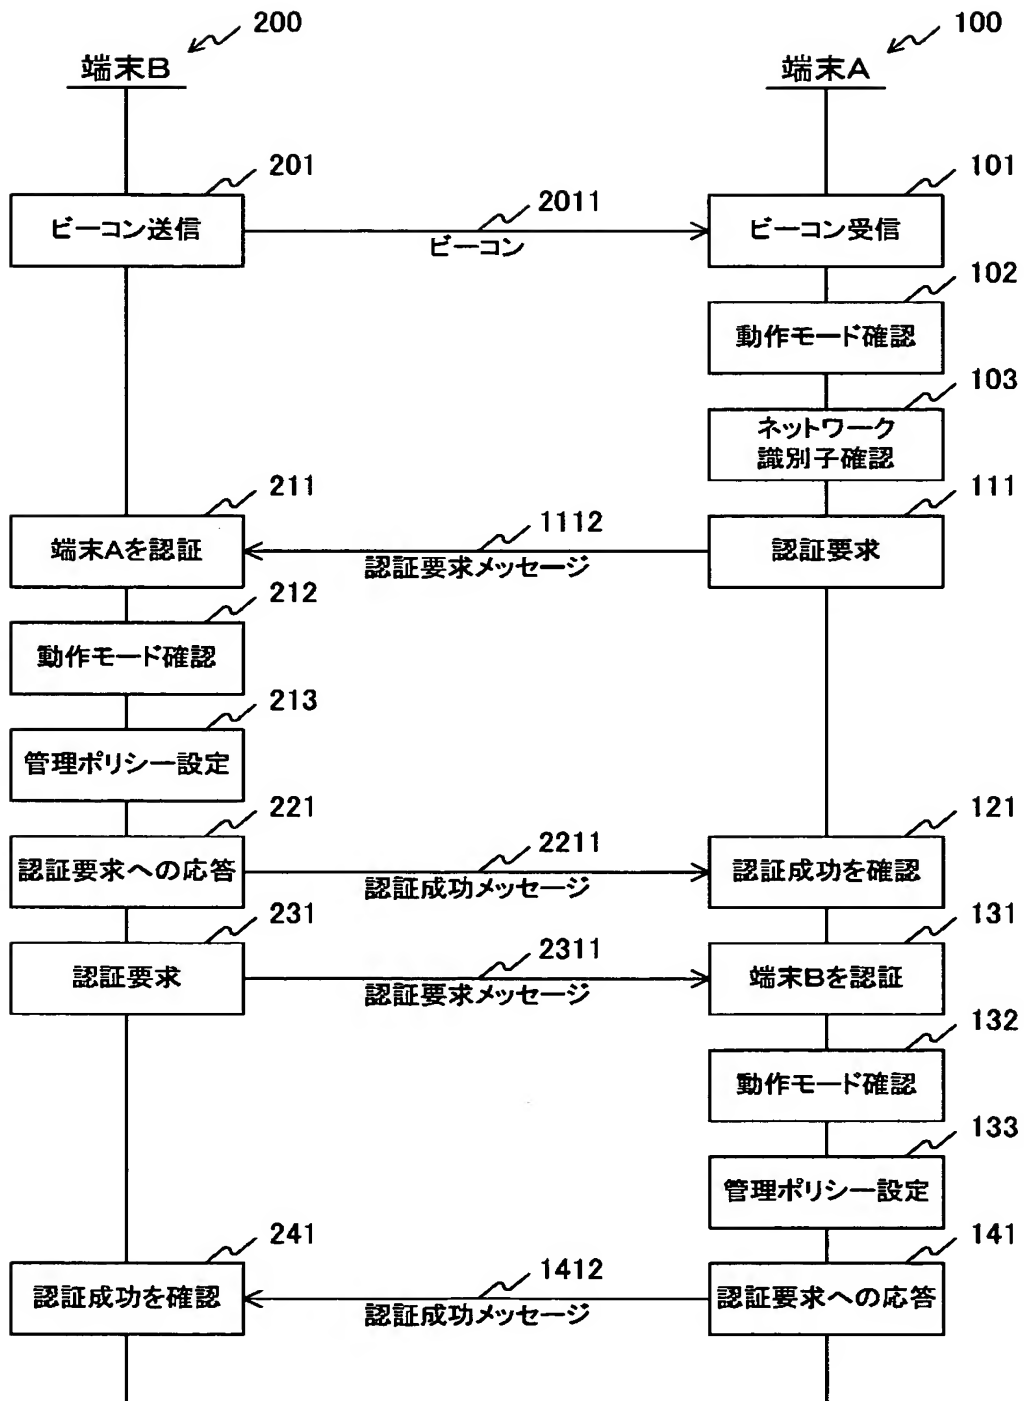 200
100
端末B
端末A
201
2011
101
ビーコン送信
ビーコン
ビーコン受信
102
動作モード確認
103
ネットワーク
識別子確認
211
1112
111
端末Aを認証
認証要求メッセージ
認証要求
212
動作モード確認
213
管理ポリシー設定
221
2211
121
認証要求への応答
認証成功メッセージ
認証成功を確認
231
2311
131
認証要求
認証要求メッセージ
端末Bを認証
132
動作モード確認
133
管理ポリシー設定
241
1412
141
認証成功を確認
認証成功メッセージ
認証要求への応答